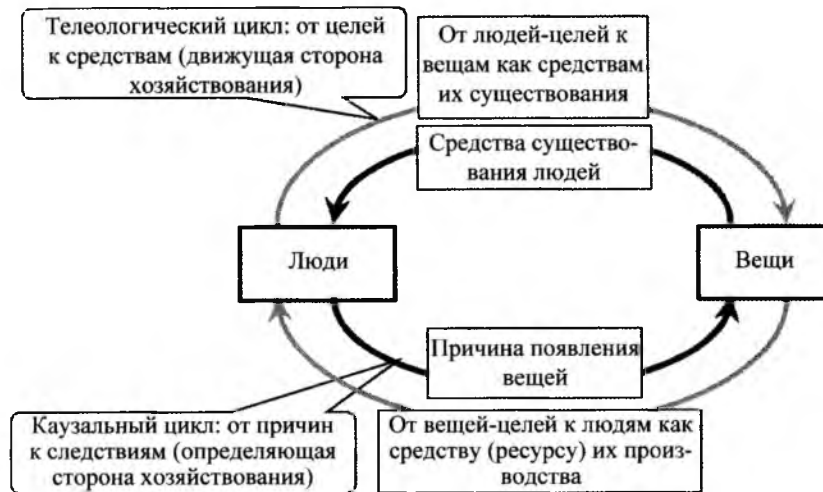 Телеологический цикл: от целей
к средствам (движущая сторона
хозяйствования)
От людей-целей к
вещам как средствам
их существования
Средства существо-
вания людей
Люди
Вещи
Причина появления
вещей
Каузальный цикл: от причин
к следствиям (определяющая
сторона хозяйствования)
От вещей-целей к людям как
средству (ресурсу) их произ-
водства